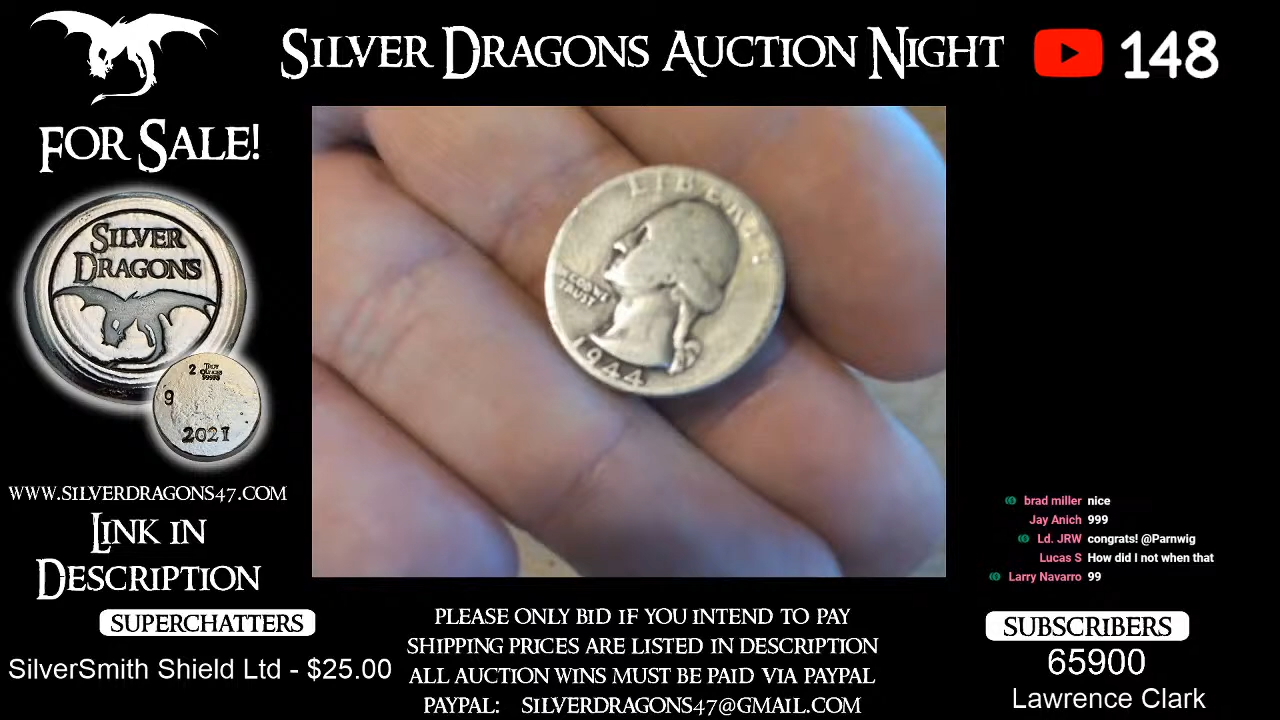 SILVER DRAGONS AUCTION NIGHT
148
FOR SALE!
SILVER
DRAGONS
2 TROY
OUNCES
9
2021
WWW.SILVERDRAGONS47.COM
LINK IN
DESCRIPTION
SUPERCHATTERS
SilverSmith Shield Ltd - $25.00
LIBERTY
IN GOD WE
TRUST
1944
brad miller nice
Jay Anich 999
Ld. JRW congrats! @Parnwig
Lucas S How did I not when that
Larry Navarro 99
PLEASE ONLY BID IF YOU INTEND TO PAY
SHIPPING PRICES ARE LISTED IN DESCRIPTION
ALL AUCTION WINS MUST BE PAID VIA PAYPAL
PAYPAL: SILVERDRAGONS47@GMAIL.COM
SUBSCRIBERS
65900
Lawrence Clark